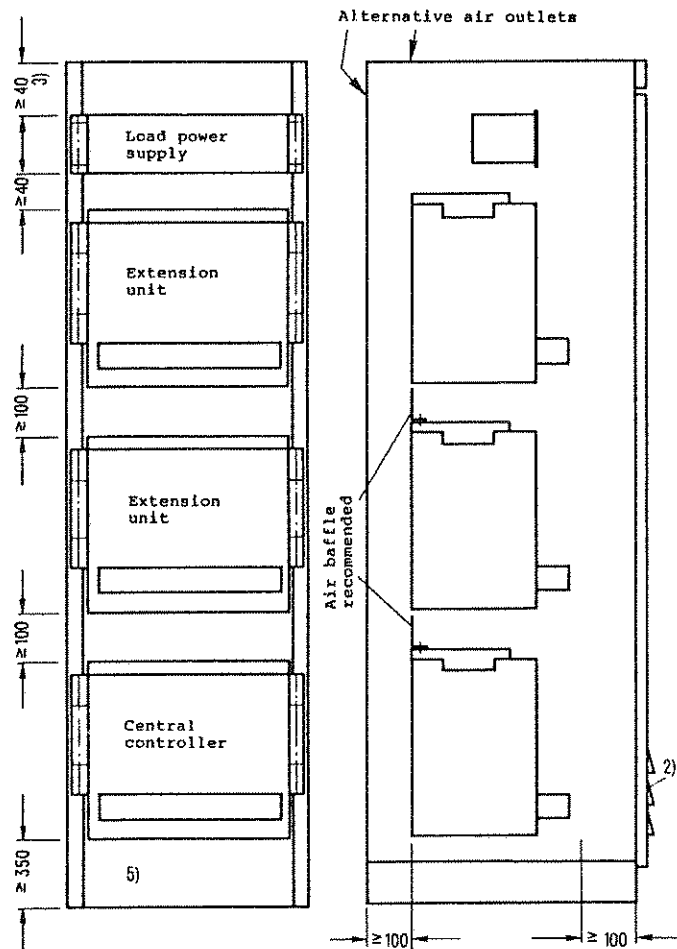 Alternative air outlets
≥40
3)
Load power
supply
≥40
Extension
unit
≥100
Extension
unit
Air baffle
recommended
≥100
Central
controller
2)
≥350
5)
≥100
≥100